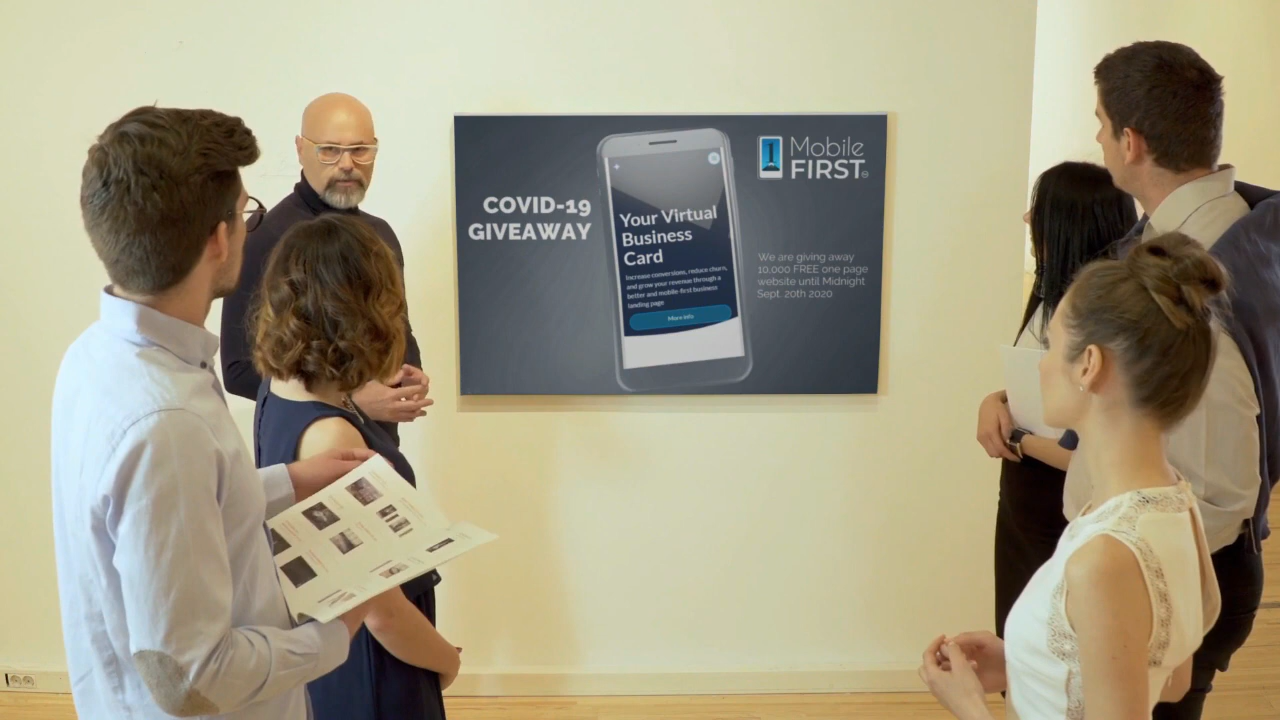 COVID-19
GIVEAWAY
Your Virtual
Business
Card
Increase conversions, reduce churn,
and grow your revenue through a
better and mobile-first business
landing page
More info
1 Mobile
FIRST
We are giving away
10,000 FREE one page
website until Midnight
Sept. 20th 2020